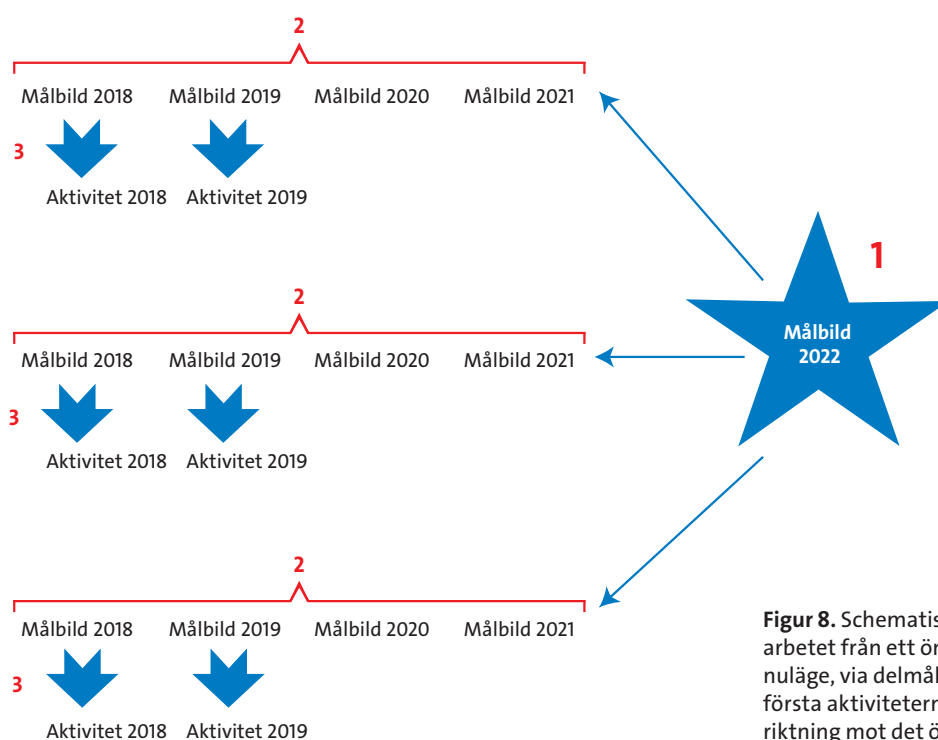 2
Målbild 2018 Målbild 2019 Målbild 2020 Målbild 2021
3
Aktivitet 2018 Aktivitet 2019
1
2
Målbild
2022
Målbild 2018 Målbild 2019 Målbild 2020 Målbild 2021
3
Aktivitet 2018 Aktivitet 2019
2
Målbild 2018 Målbild 2019 Målbild 2020 Målbild 2021
3
Aktivitet 2018 Aktivitet 2019
Figur 8. Schematis
arbetet från ett ön
nuläge, via delmål
första aktiviteterr
riktning mot det ö